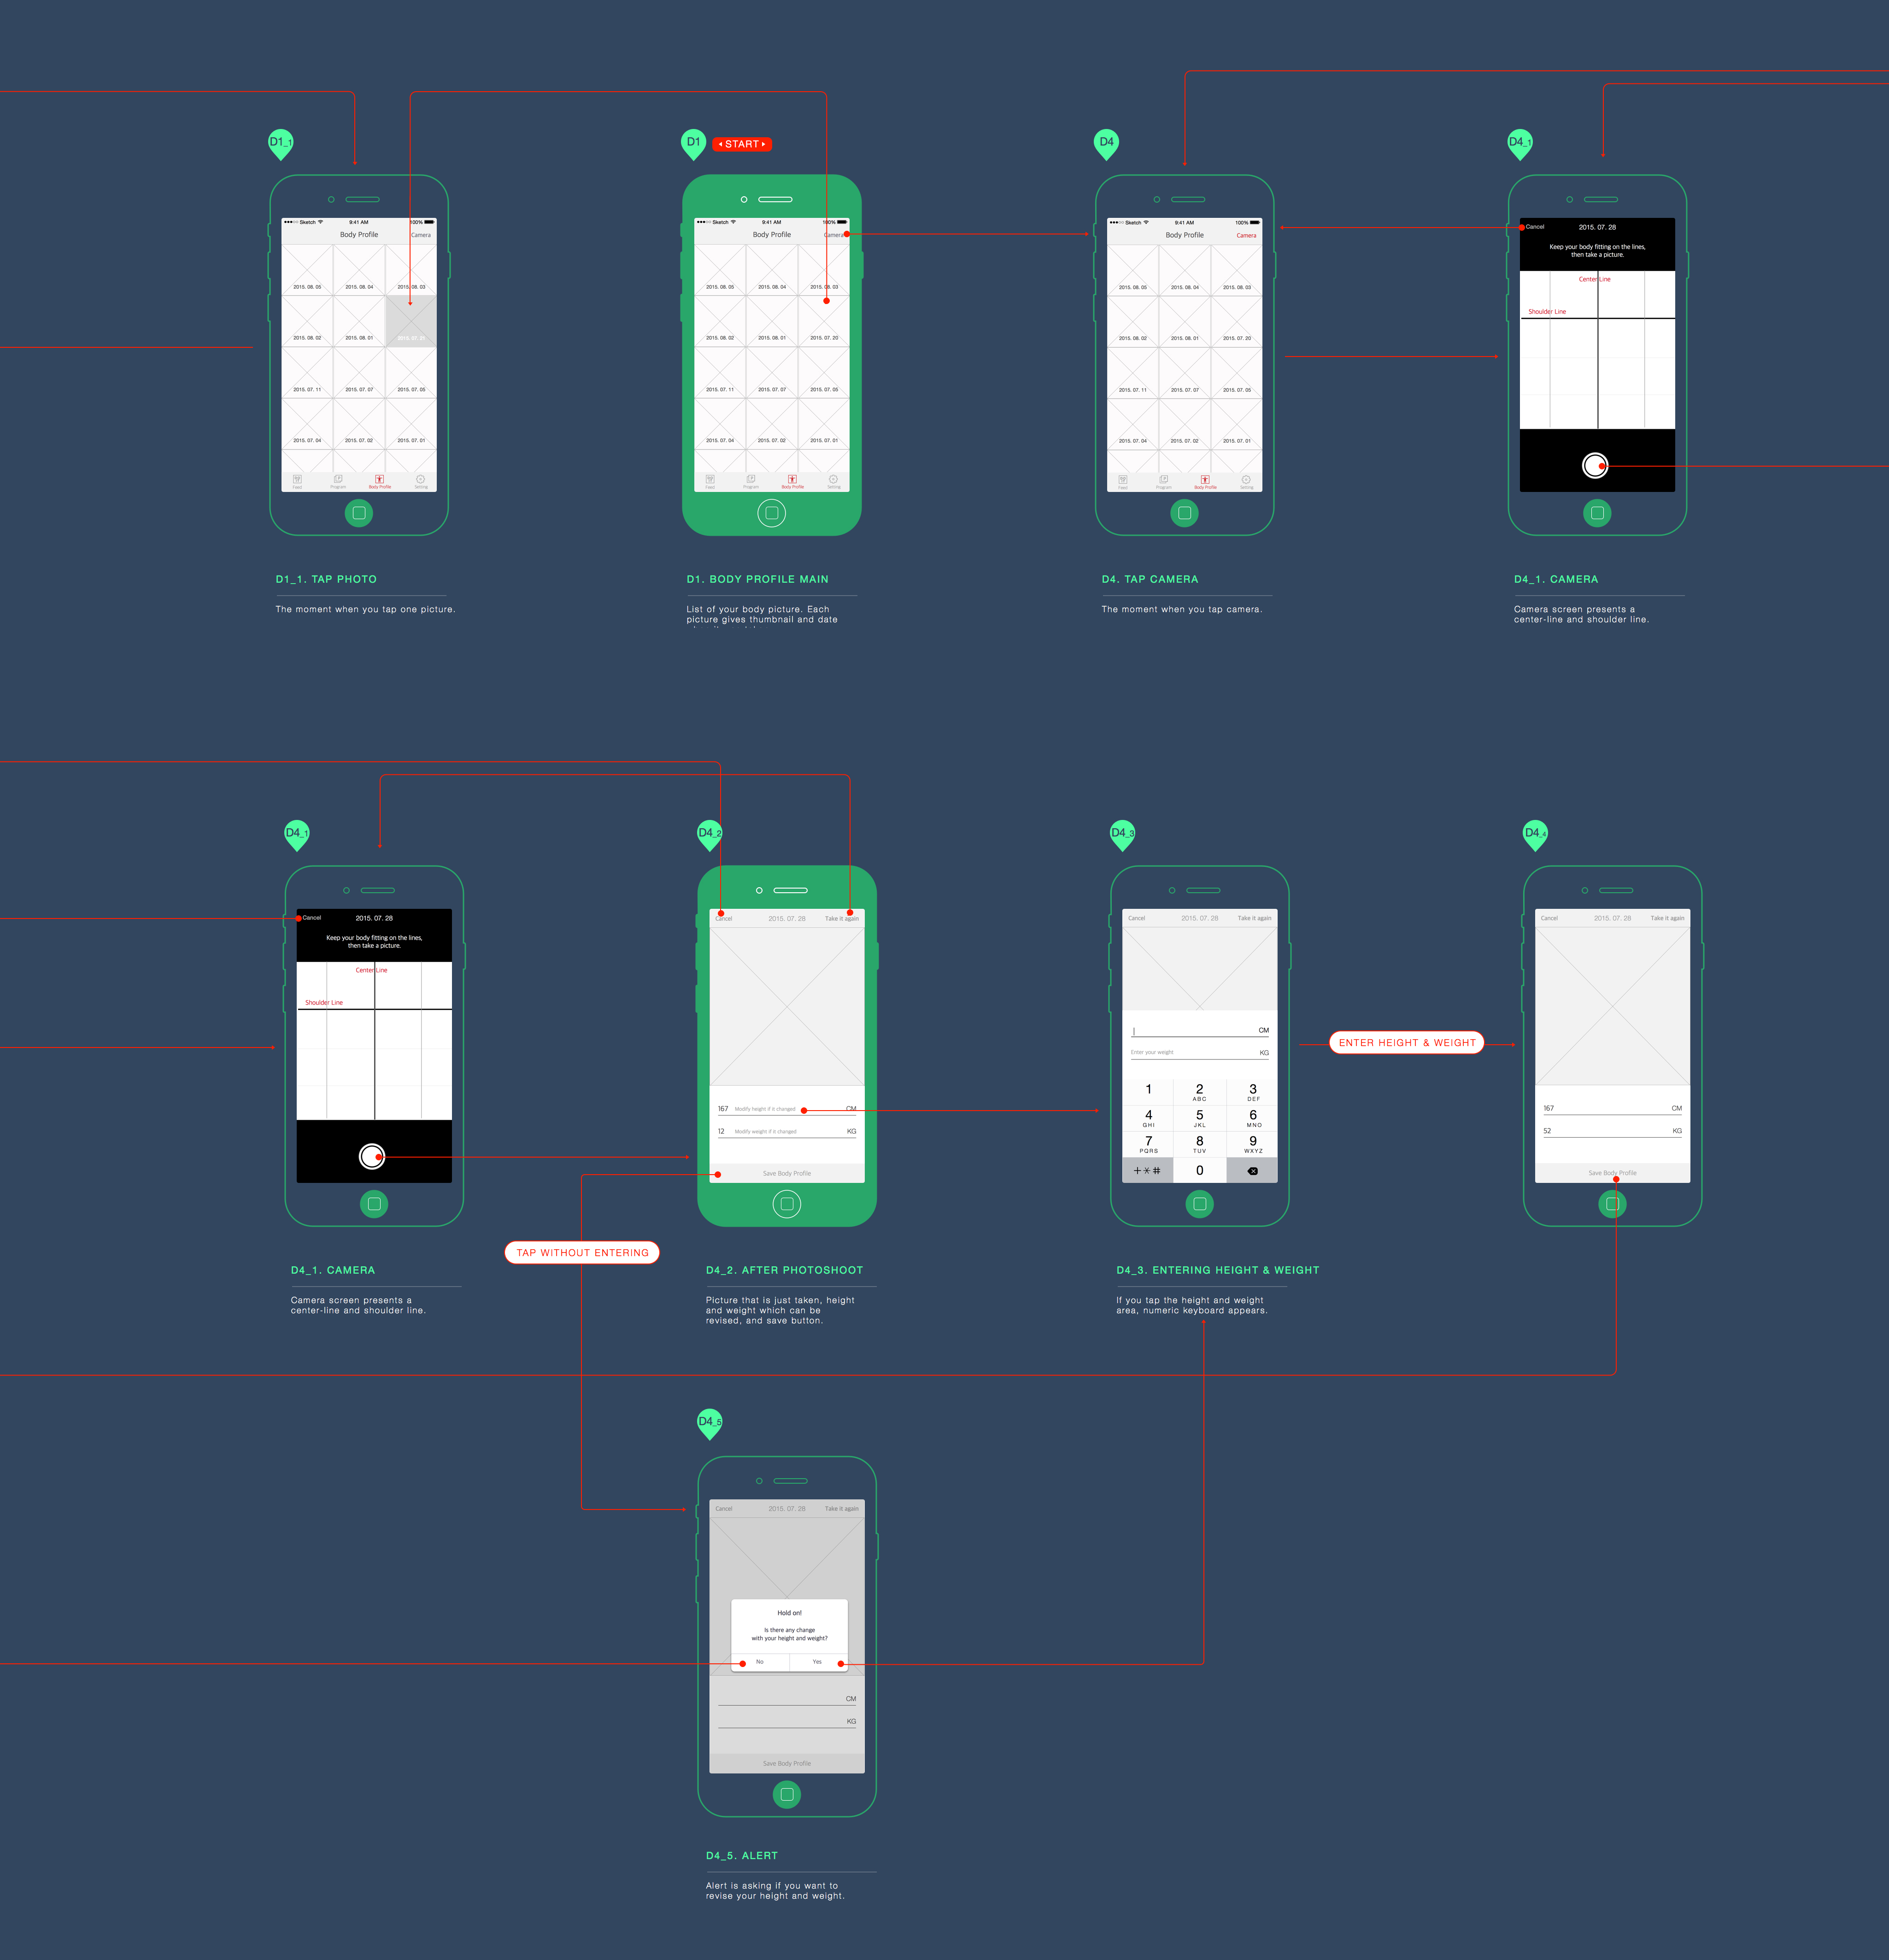 D1_1
D1
START
D4
D4_1
Sketch 9:41 AM 100%
Body Profile Camera
2015. 08. 05 2015. 08. 04 2015. 08. 03
2015. 08. 02 2015. 08. 01
2015. 07. 11 2015. 07. 07 2015. 07. 05
2015. 07. 04 2015. 07. 02 2015. 07. 01
Feed Program Body Profile Setting
Sketch 9:41 AM 100%
Body Profile Camera
2015. 08. 05 2015. 08. 04 2015. 08. 03
2015. 08. 02 2015. 08. 01 2015. 07. 20
2015. 07. 11 2015. 07. 07 2015. 07. 05
2015. 07. 04 2015. 07. 02 2015. 07. 01
Feed Program Body Profile Setting
Sketch 9:41 AM 100%
Body Profile Camera
2015. 08. 05 2015. 08. 04 2015. 08. 03
2015. 08. 02 2015. 08. 01 2015. 07. 20
2015. 07. 11 2015. 07. 07 2015. 07. 05
2015. 07. 04 2015. 07. 02 2015. 07. 01
Feed Program Body Profile Setting
Cancel 2015. 07. 28
Keep your body fitting on the lines,
then take a picture.
Center Line
Shoulder Line
D1_1. TAP PHOTO
The moment when you tap one picture.
D1. BODY PROFILE MAIN
List of your body picture. Each
picture gives thumbnail and date
D4. TAP CAMERA
The moment when you tap camera.
D4_1. CAMERA
Camera screen presents a
center-line and shoulder line.
D4_1
D4_2
D4_3
D4_4
Cancel 2015. 07. 28
Keep your body fitting on the lines,
then take a picture.
Center Line
Shoulder Line
Cancel 2015. 07. 28 Take it again
167 Modify height if it changed CM
12 Modify weight if it changed KG
Save Body Profile
Cancel 2015. 07. 28 Take it again
CM
Enter your weight KG
1 2 3
ABC DEF
4 5 6
GHI JKL MNO
7 8 9
PQRS TUV WXYZ
+*# 0
ENTER HEIGHT & WEIGHT
Cancel 2015. 07. 28 Take it again
167 CM
52 KG
Save Body Profile
TAP WITHOUT ENTERING
D4_1. CAMERA
Camera screen presents a
center-line and shoulder line.
D4_2. AFTER PHOTOSHOOT
Picture that is just taken, height
and weight which can be
revised, and save button.
D4_3. ENTERING HEIGHT & WEIGHT
If you tap the height and weight
area, numeric keyboard appears.
D4_5
Cancel 2015. 07. 28 Take it again
Hold on!
Is there any change
with your height and weight?
No Yes
CM
KG
Save Body Profile
D4_5. ALERT
Alert is asking if you want to
revise your height and weight.